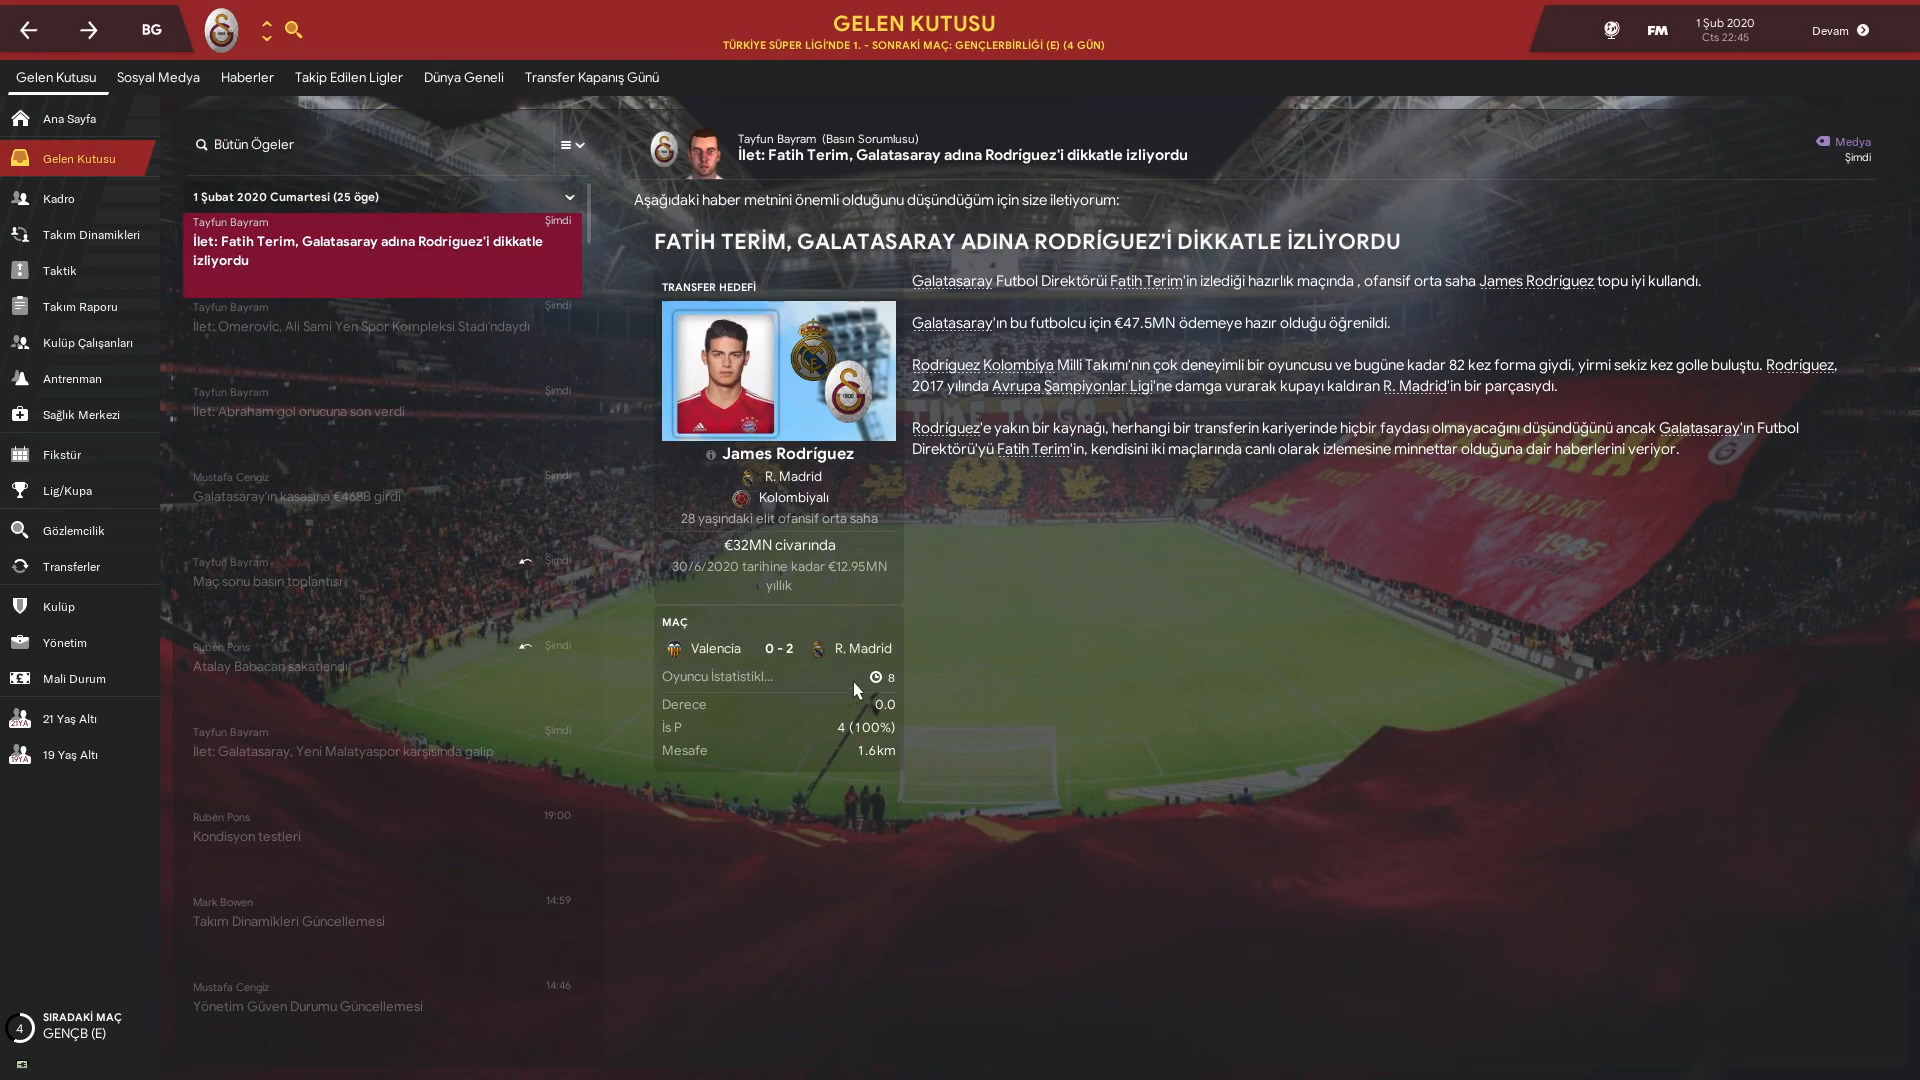 BG
GELEN KUTUSU
TÜRKİYE SÜPER LİGİ'NDE 1. - SONRAKİ MAÇ: GENÇLERBİRLİĞİ (E) (4 GÜN)
FM
1 Şub 2020
Cts 22:45
Devam
Gelen Kutusu
Sosyal Medya
Haberler
Takip Edilen Ligler
Dünya Geneli
Transfer Kapanış Günü
Ana Sayfa
Gelen Kutusu
Kadro
Takım Dinamikleri
Taktik
Takım Raporu
Kulüp Çalışanları
Antrenman
Sağlık Merkezi
Fikstür
Lig/Kupa
Gözlemcilik
Transferler
Kulüp
Yönetim
Mali Durum
21YA
21 Yaş Altı
19YA
19 Yaş Altı
4
SIRADAKİ MAÇ
GENÇB (E)
Bütün Ögeler
1 Şubat 2020 Cumartesi (25 öge)
Tayfun Bayram
Şimdi
İlet: Fatih Terim, Galatasaray adına Rodríguez'i dikkatle
izliyordu
Tayfun Bayram
Şimdi
İlet: Omerovic, Ali Sami Yen Spor Kompleksi Stadı'ndaydı
Tayfun Bayram
Şimdi
İlet: Abraham gol orucuna son verdi
Mustafa Cengiz
Şimdi
Galatasaray'ın kasasına €468B girdi
Tayfun Bayram
Şimdi
Maç sonu basın toplantısı
Rubén Pons
Şimdi
Atalay Babacan sakatlandı
Tayfun Bayram
Şimdi
İlet: Galatasaray, Yeni Malatyaspor karşısında galip
Rubén Pons
19:00
Kondisyon testleri
Mark Bowen
14:59
Takım Dinamikleri Güncellemesi
Mustafa Cengiz
14:46
Yönetim Güven Durumu Güncellemesi
Tayfun Bayram (Basın Sorumlusu)
İlet: Fatih Terim, Galatasaray adına Rodríguez'i dikkatle izliyordu
Medya
Şimdi
Aşağıdaki haber metnini önemli olduğunu düşündüğüm için size iletiyorum:
FATİH TERİM, GALATASARAY ADINA RODRÍGUEZ'İ DİKKATLE İZLİYORDU
TRANSFER HEDEFİ
James Rodríguez
R. Madrid
Kolombiyalı
28 yaşındaki elit ofansif orta saha
€32MN civarında
30/6/2020 tarihine kadar €12.95MN
yıllık
MAÇ
Valencia 0 - 2 R. Madrid
Oyuncu İstatistikl... 8
Derece 0.0
İs P 4 (100%)
Mesafe 1.6km
Galatasaray Futbol Direktörüi Fatih Terim'in izlediği hazırlık maçında , ofansif orta saha James Rodríguez topu iyi kullandı.
Galatasaray'ın bu futbolcu için €47.5MN ödemeye hazır olduğu öğrenildi.
Rodríguez Kolombiya Milli Takımı'nın çok deneyimli bir oyuncusu ve bugüne kadar 82 kez forma giydi, yirmi sekiz kez golle buluştu. Rodríguez,
2017 yılında Avrupa Şampiyonlar Ligi'ne damga vurarak kupayı kaldıran R. Madrid'in bir parçasıydı.
Rodríguez'e yakın bir kaynağı, herhangi bir transferin kariyerinde hiçbir faydası olmayacağını düşündüğünü ancak Galatasaray'ın Futbol
Direktörü'yü Fatih Terim'in, kendisini iki maçlarında canlı olarak izlemesine minnettar olduğuna dair haberlerini veriyor.
TIME TO GO
1905